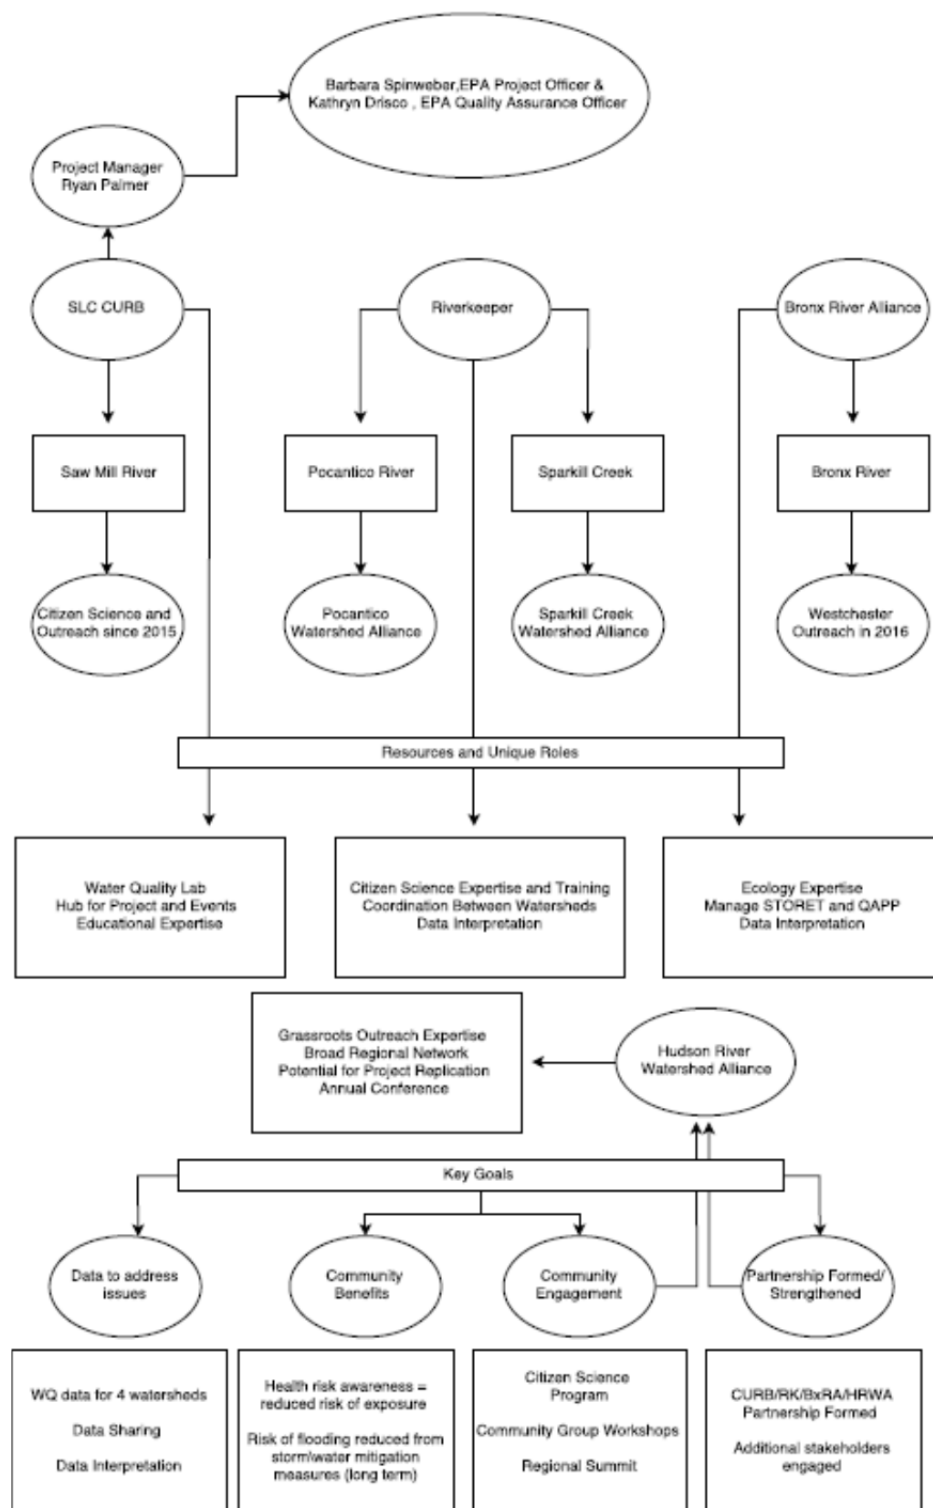 Barbara Spinweber,EPA Project Officer &
Kathryn Drisco , EPA Quality Assurance Officer
Project Manager
Ryan Palmer
SLC CURB
Riverkeeper
Bronx River Alliance
Saw Mill River
Pocantico River
Sparkill Creek
Bronx River
Citizen Science and
Outreach since 2015
Pocantico
Watershed Alliance
Sparkill Creek
Watershed Alliance
Westchester
Outreach in 2016
Resources and Unique Roles
Water Quality Lab
Hub for Project and Events
Educational Expertise
Citizen Science Expertise and Training
Coordination Between Watersheds
Data Interpretation
Ecology Expertise
Manage STORET and QAPP
Data Interpretation
Grassroots Outreach Expertise
Broad Regional Network
Potential for Project Replication
Annual Conference
Hudson River
Watershed Alliance
Key Goals
Data to address
issues
Community
Benefits
Community
Engagement
Partnership Formed/
Strengthened
WQ data for 4 watersheds
Data Sharing
Data Interpretation
Health risk awareness =
reduced risk of exposure
Risk of flooding reduced from
storm\water mitigation
measures (long term)
Citizen Science
Program
Community Group Workshops
Regional Summit
CURB/RK/BxRA/HRWA
Partnership Formed
Additional stakeholders
engaged